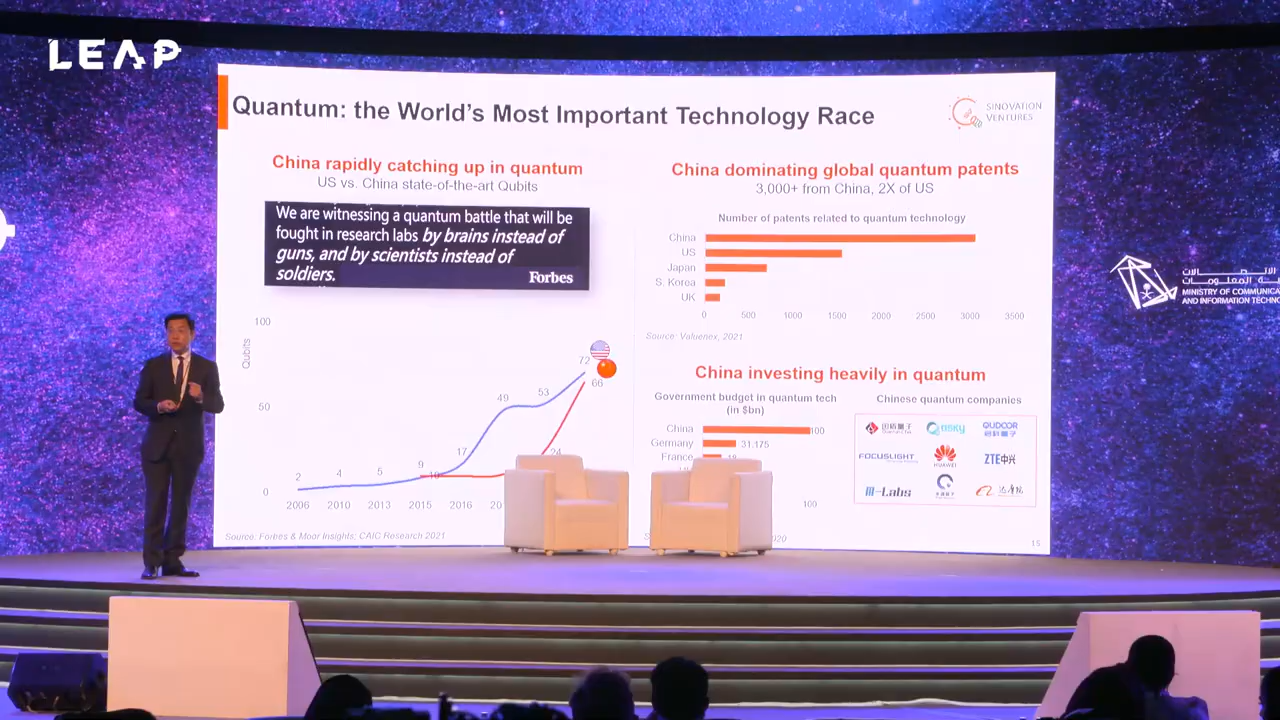 LEAP
Quantum: the World's Most Important Technology Race
SINOVATION
VENTURES
China rapidly catching up in quantum
US vs. China state-of-the-art Qubits
We are witnessing a quantum battle that will be
fought in research labs by brains instead of
guns, and by scientists instead of
soldiers.
Forbes
Qubits
100
50
0
2
4
5
9
10
17
49
53
72
24
66
2006
2010
2013
2015
2016
20
Source: Forbes & Moor Insights; CAIC Research 2021
China dominating global quantum patents
3,000+ from China, 2X of US
Number of patents related to quantum technology
China
US
Japan
S. Korea
UK
0 500 1000 1500 2000 2500 3000 3500
Source: Valuenex, 2021
China investing heavily in quantum
Government budget in quantum tech
(in $bn)
China 100
Germany 31.175
France
100
020
Chinese quantum companies
QUDOOR
FOCUSLIGHT
HUAWEI
ZTE中兴
m-Labs
达摩院
15
MINISTRY OF COMMUNICA
AND INFORMATION TECHNO